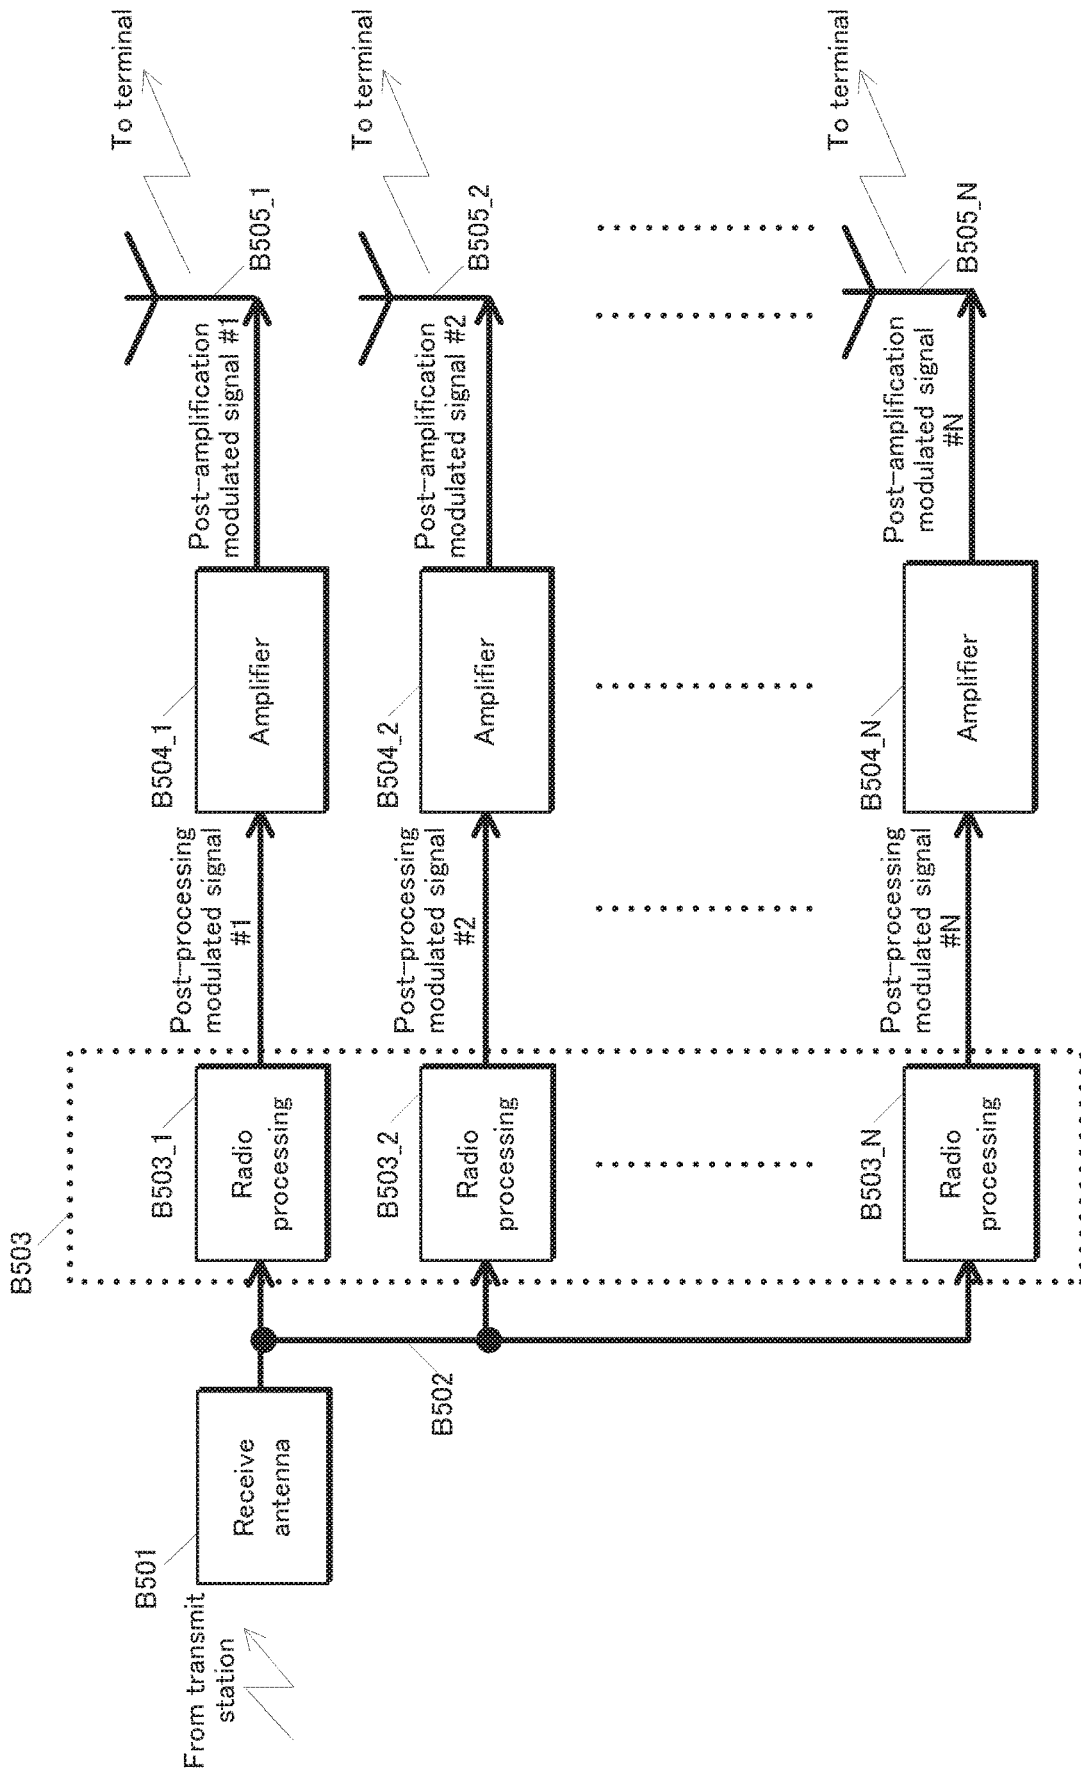 From transmit
station
B501
Receive
antenna
B502
B503
B503_1
Radio
processing
Post-processing
modulated signal
#1
B504_1
Amplifier
Post-amplification
modulated signal #1
B505_1
To terminal
B503_2
Radio
processing
Post-processing
modulated signal
#2
B504_2
Amplifier
Post-amplification
modulated signal #2
B505_2
To terminal
B503_N
Radio
processing
Post-processing
modulated signal
#N
B504_N
Amplifier
Post-amplification
modulated signal
#N
B505_N
To terminal